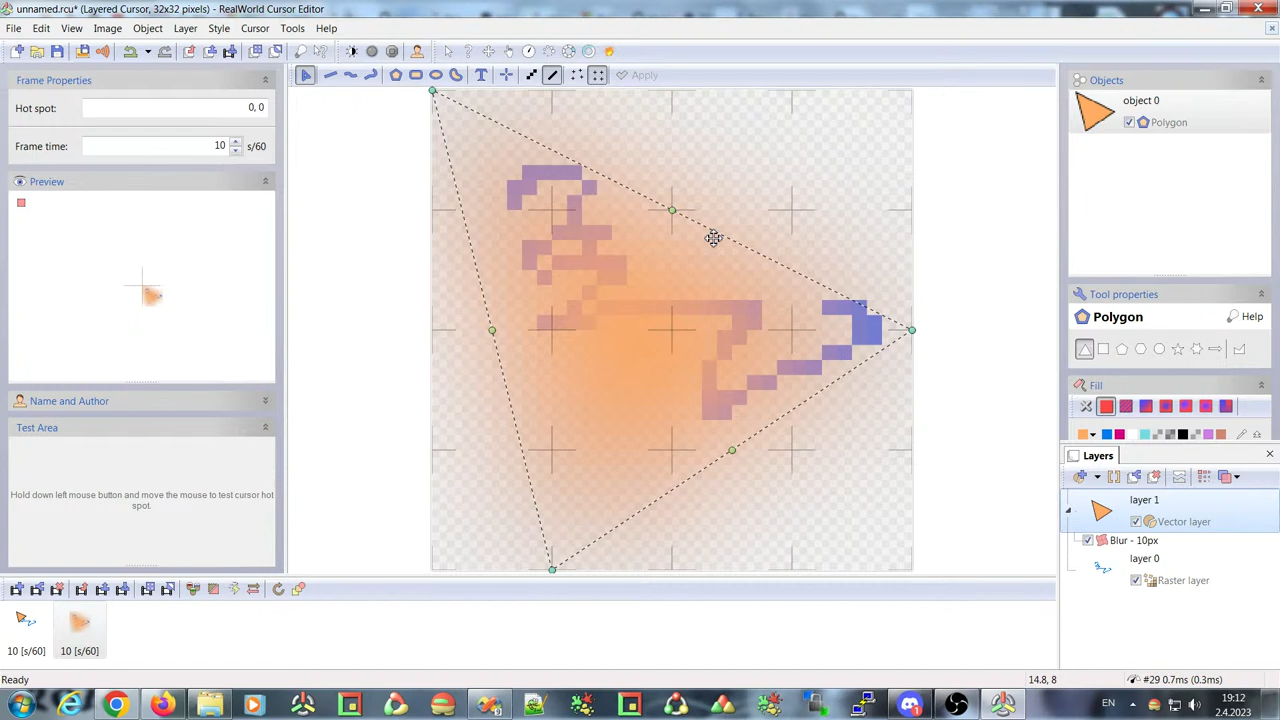 unnamed.rcu* (Layered Cursor, 32x32 pixels) - RealWorld Cursor Editor
File Edit View Image Object Layer Style Cursor Tools Help
Apply
Frame Properties
Hot spot: 0, 0
Frame time: 10 s/60
Preview
Name and Author
Test Area
Hold down left mouse button and move the mouse to test cursor hot
spot.
Objects
object 0
Polygon
Tool properties
Polygon
Help
Fill
Layers
layer 1
Vector layer
Blur - 10px
layer 0
Raster layer
10 [s/60]
10 [s/60]
Ready
14.8, 8
#29 0.7ms (0.3ms)
EN
19:12
2.4.2023